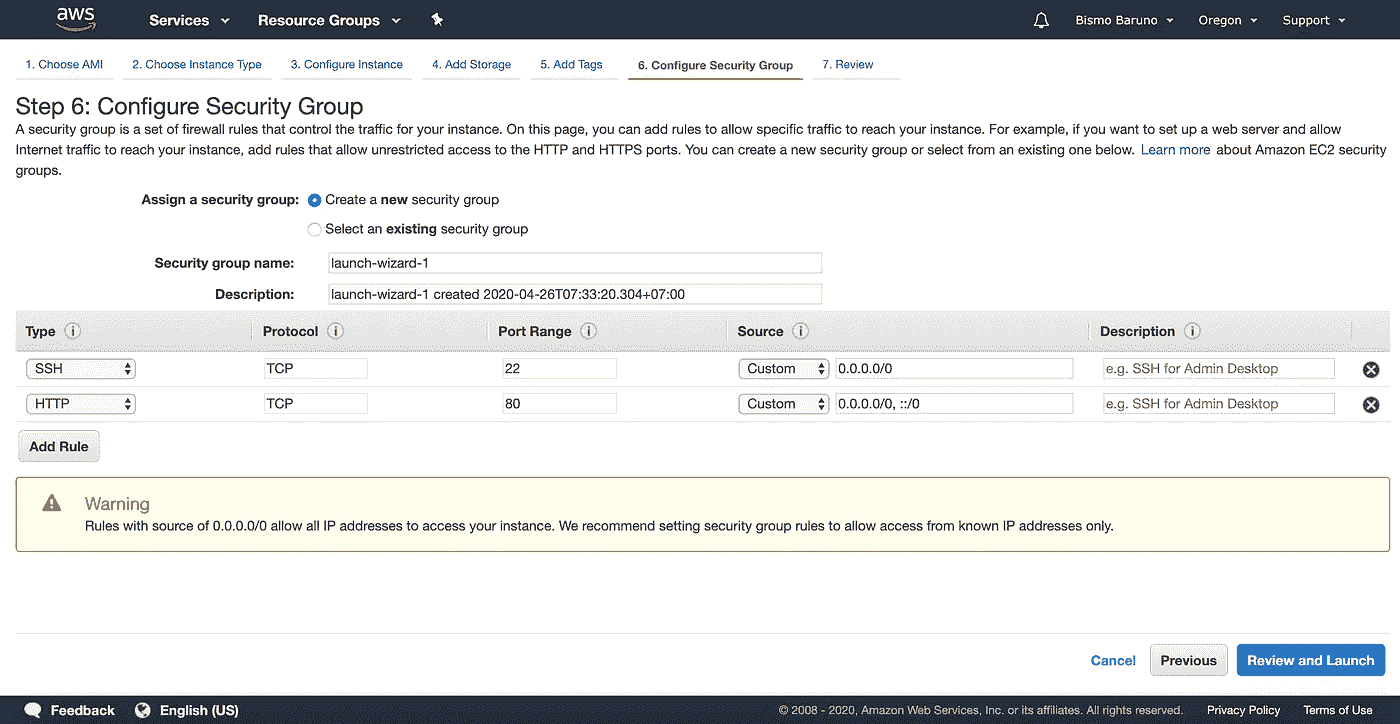 aws Services Resource Groups Bismo Baruno Oregon Support
1. Choose AMI 2. Choose Instance Type 3. Configure Instance 4. Add Storage 5. Add Tags 6. Configure Security Group 7. Review
Step 6: Configure Security Group
A security group is a set of firewall rules that control the traffic for your instance. On this page, you can add rules to allow specific traffic to reach your instance. For example, if you want to set up a web server and allow
Internet traffic to reach your instance, add rules that allow unrestricted access to the HTTP and HTTPS ports. You can create a new security group or select from an existing one below. Learn more about Amazon EC2 security
groups.
Assign a security group: Create a new security group
Select an existing security group
Security group name: launch-wizard-1
Description: launch-wizard-1 created 2020-04-26T07:33:20.304+07:00
Type i Protocol i Port Range i Source i Description i
SSH TCP 22 Custom 0.0.0.0/0 e.g. SSH for Admin Desktop
HTTP TCP 80 Custom 0.0.0.0/0, ::/0 e.g. SSH for Admin Desktop
Add Rule
Warning
Rules with source of 0.0.0.0/0 allow all IP addresses to access your instance. We recommend setting security group rules to allow access from known IP addresses only.
Cancel Previous Review and Launch
Feedback English (US) © 2008 - 2020, Amazon Web Services, Inc. or its affiliates. All rights reserved. Privacy Policy Terms of Use